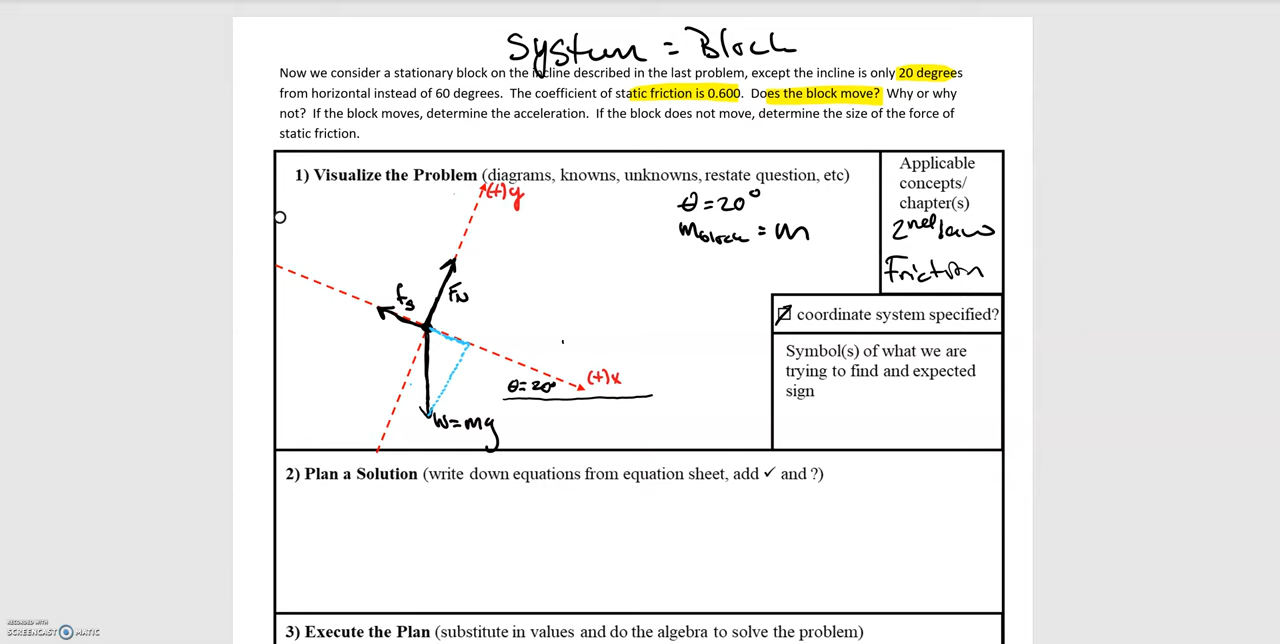 System = Block
Now we consider a stationary block on the incline described in the last problem, except the incline is only 20 degrees
from horizontal instead of 60 degrees. The coefficient of static friction is 0.600. Does the block move? Why or why
not? If the block moves, determine the acceleration. If the block does not move, determine the size of the force of
static friction.
1) Visualize the Problem (diagrams, knowns, unknowns, restate question, etc)
Applicable
concepts/
chapter(s)
2nd law
Friction
(+)y
θ = 20°
m_block = m
fs
FN
(+)x
θ = 20°
W = mg
coordinate system specified?
Symbol(s) of what we are
trying to find and expected
sign
2) Plan a Solution (write down equations from equation sheet, add ✓ and ?)
3) Execute the Plan (substitute in values and do the algebra to solve the problem)
RECORDED WITH
SCREENCAST MATIC